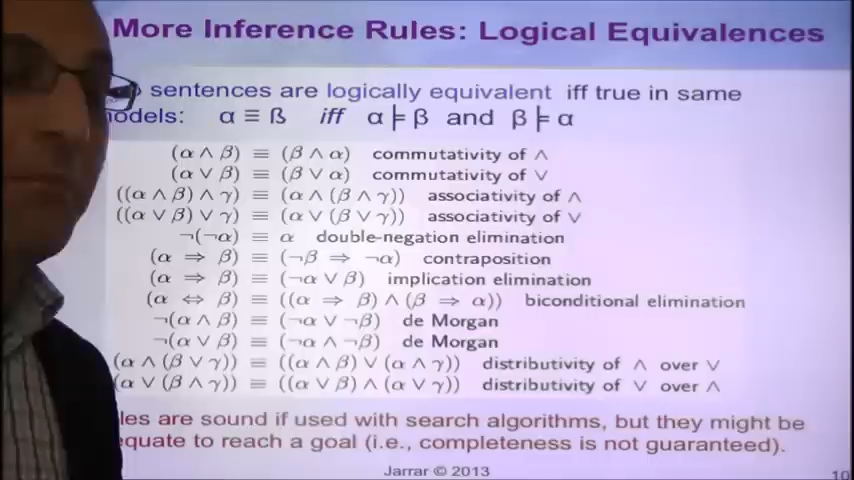 More Inference Rules: Logical Equivalences
sentences are logically equivalent iff true in same
models: α ≡ ß iff α ⊨ β and β ⊨ α
(α ∧ β) ≡ (β ∧ α) commutativity of ∧
(α ∨ β) ≡ (β ∨ α) commutativity of ∨
((α ∧ β) ∧ γ) ≡ (α ∧ (β ∧ γ)) associativity of ∧
((α ∨ β) ∨ γ) ≡ (α ∨ (β ∨ γ)) associativity of ∨
¬(¬α) ≡ α double-negation elimination
(α ⇒ β) ≡ (¬β ⇒ ¬α) contraposition
(α ⇒ β) ≡ (¬α ∨ β) implication elimination
(α ⇔ β) ≡ ((α ⇒ β) ∧ (β ⇒ α)) biconditional elimination
¬(α ∧ β) ≡ (¬α ∨ ¬β) de Morgan
¬(α ∨ β) ≡ (¬α ∧ ¬β) de Morgan
(α ∧ (β ∨ γ)) ≡ ((α ∧ β) ∨ (α ∧ γ)) distributivity of ∧ over ∨
(α ∨ (β ∧ γ)) ≡ ((α ∨ β) ∧ (α ∨ γ)) distributivity of ∨ over ∧
les are sound if used with search algorithms, but they might be
equate to reach a goal (i.e., completeness is not guaranteed).
Jarrar © 2013
10